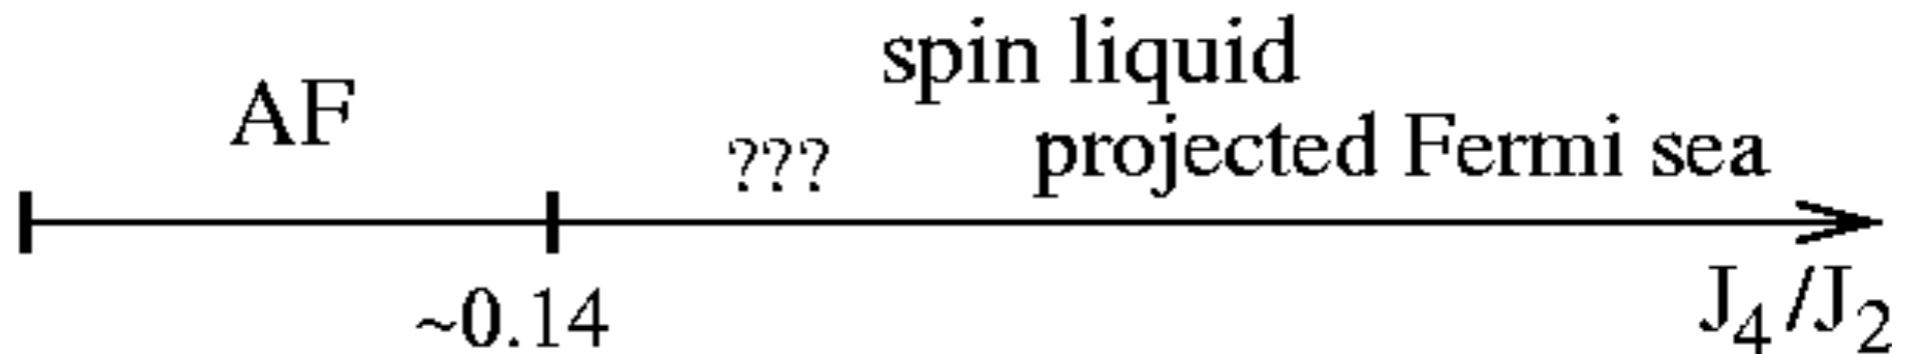 spin liquid
AF
projected Fermi sea
???
~0.14
J4/J2